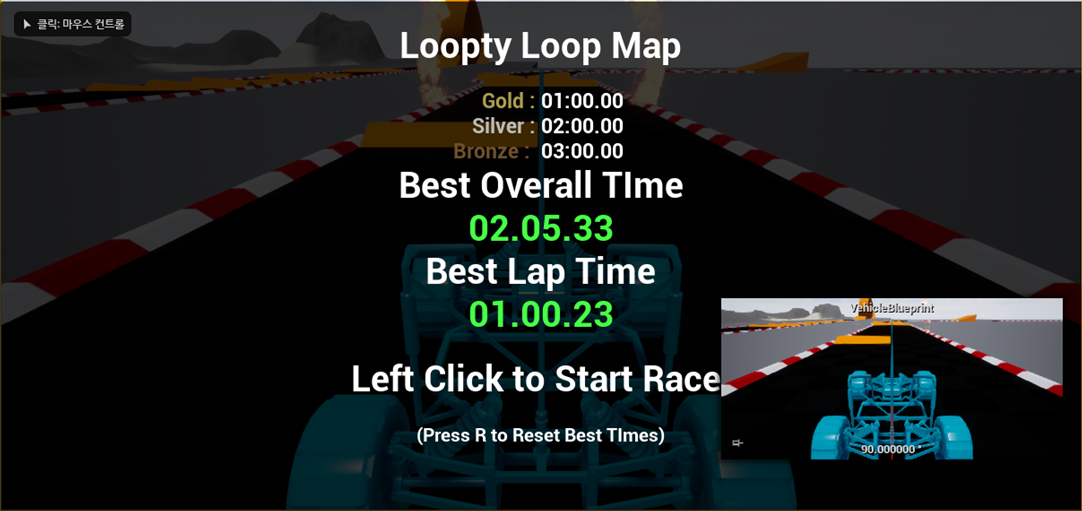 클릭: 마우스 컨트롤
Loopty Loop Map
Gold : 01:00.00
Silver : 02:00.00
Bronze : 03:00.00
Best Overall TIme
02.05.33
Best Lap Time
01.00.23
Left Click to Start Race
(Press R to Reset Best TImes)
VehicleBlueprint
90.000000 °